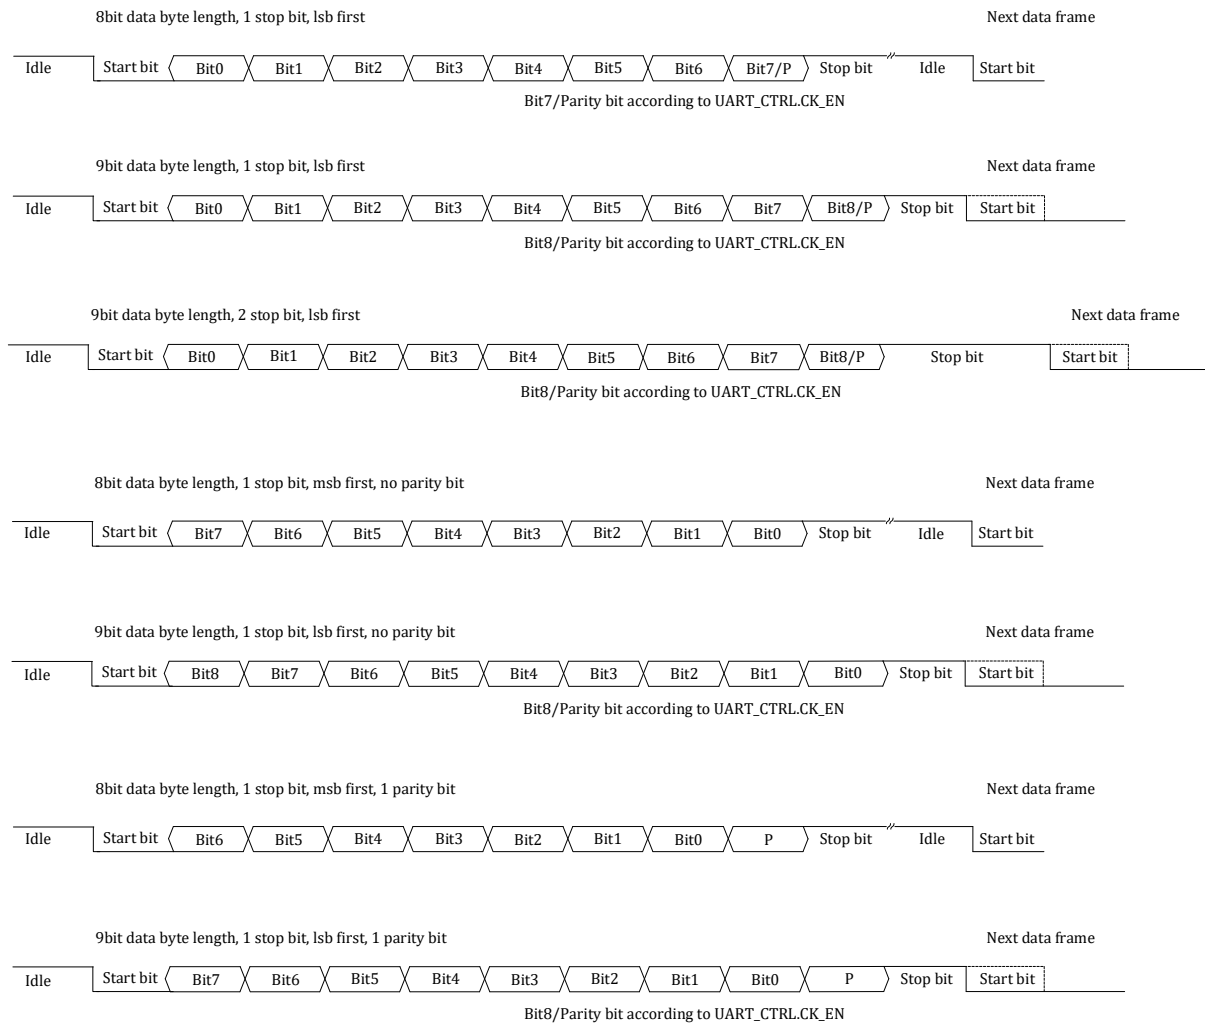 8bit data byte length, 1 stop bit, lsb first Next data frame
Idle Start bit Bit0 Bit1 Bit2 Bit3 Bit4 Bit5 Bit6 Bit7/P Stop bit Idle Start bit
Bit7/Parity bit according to UART_CTRL.CK_EN
9bit data byte length, 1 stop bit, lsb first Next data frame
Idle Start bit Bit0 Bit1 Bit2 Bit3 Bit4 Bit5 Bit6 Bit7 Bit8/P Stop bit Start bit
Bit8/Parity bit according to UART_CTRL.CK_EN
9bit data byte length, 2 stop bit, lsb first Next data frame
Idle Start bit Bit0 Bit1 Bit2 Bit3 Bit4 Bit5 Bit6 Bit7 Bit8/P Stop bit Start bit
Bit8/Parity bit according to UART_CTRL.CK_EN
8bit data byte length, 1 stop bit, msb first, no parity bit Next data frame
Idle Start bit Bit7 Bit6 Bit5 Bit4 Bit3 Bit2 Bit1 Bit0 Stop bit Idle Start bit
9bit data byte length, 1 stop bit, lsb first, no parity bit Next data frame
Idle Start bit Bit8 Bit7 Bit6 Bit5 Bit4 Bit3 Bit2 Bit1 Bit0 Stop bit Start bit
Bit8/Parity bit according to UART_CTRL.CK_EN
8bit data byte length, 1 stop bit, msb first, 1 parity bit Next data frame
Idle Start bit Bit6 Bit5 Bit4 Bit3 Bit2 Bit1 Bit0 P Stop bit Idle Start bit
9bit data byte length, 1 stop bit, lsb first, 1 parity bit Next data frame
Idle Start bit Bit7 Bit6 Bit5 Bit4 Bit3 Bit2 Bit1 Bit0 P Stop bit Start bit
Bit8/Parity bit according to UART_CTRL.CK_EN